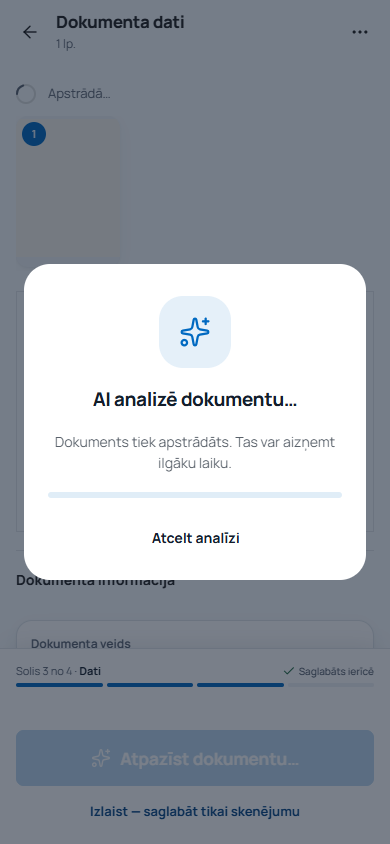 Dokumenta dati
1 lp.
Apstrādā...
1
AI analizē dokumentu...
Dokuments tiek apstrādāts. Tas var aizņemt
ilgāku laiku.
Atcelt analīzi
Dokumenta informācija
Dokumenta veids
Solis 3 no 4 · Dati
Saglabāts ierīcē
Atpazīst dokumentu...
Izlaist — saglabāt tikai skenējumu